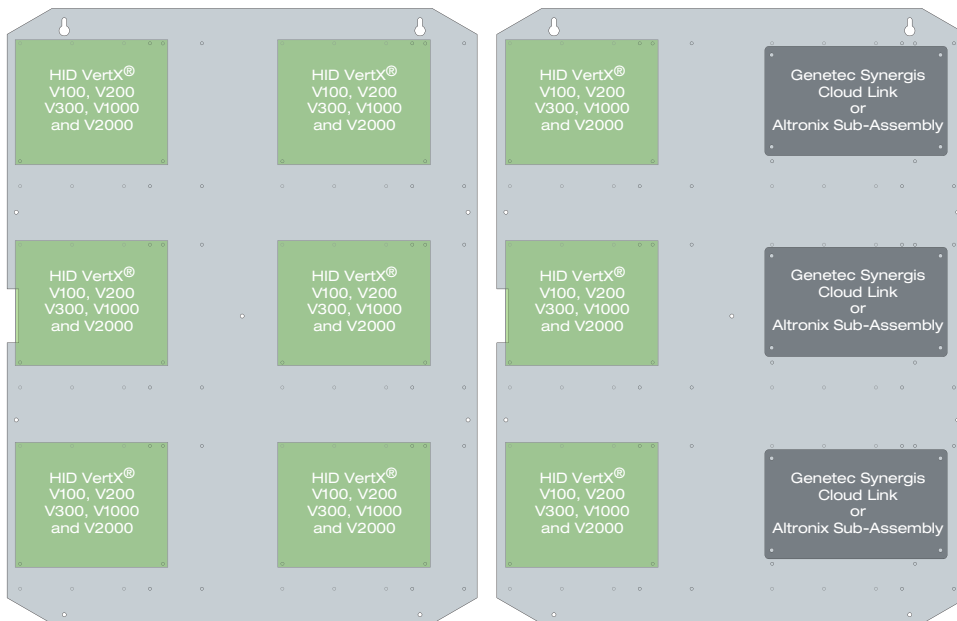 HID VertX®
V100, V200
V300, V1000
and V2000
HID VertX®
V100, V200
V300, V1000
and V2000
HID VertX®
V100, V200
V300, V1000
and V2000
Genetec Synergis
Cloud Link
or
Altronix Sub-Assembly
HID VertX®
V100, V200
V300, V1000
and V2000
HID VertX®
V100, V200
V300, V1000
and V2000
HID VertX®
V100, V200
V300, V1000
and V2000
Genetec Synergis
Cloud Link
or
Altronix Sub-Assembly
HID VertX®
V100, V200
V300, V1000
and V2000
HID VertX®
V100, V200
V300, V1000
and V2000
HID VertX®
V100, V200
V300, V1000
and V2000
Genetec Synergis
Cloud Link
or
Altronix Sub-Assembly